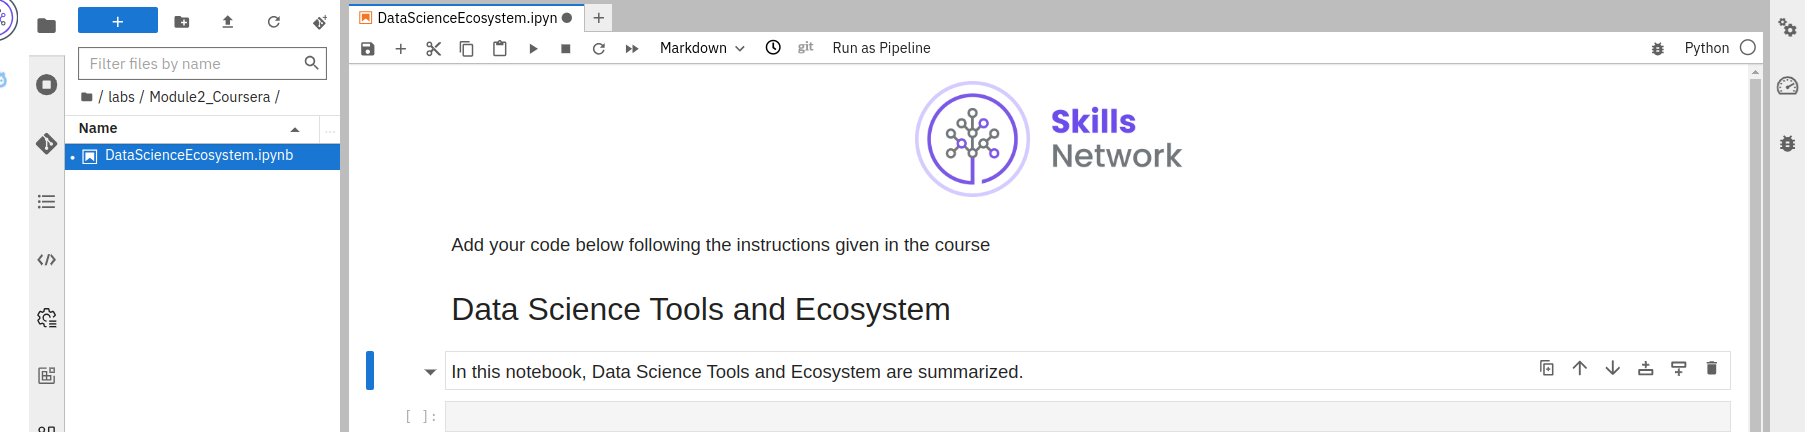 +
DataScienceEcosystem.ipyn
+
Filter files by name
Markdown
git
Run as Pipeline
Python
/ labs / Module2_Coursera /
Name
...
DataScienceEcosystem.ipynb
Skills
Network
Add your code below following the instructions given in the course
Data Science Tools and Ecosystem
In this notebook, Data Science Tools and Ecosystem are summarized.
[ ]: